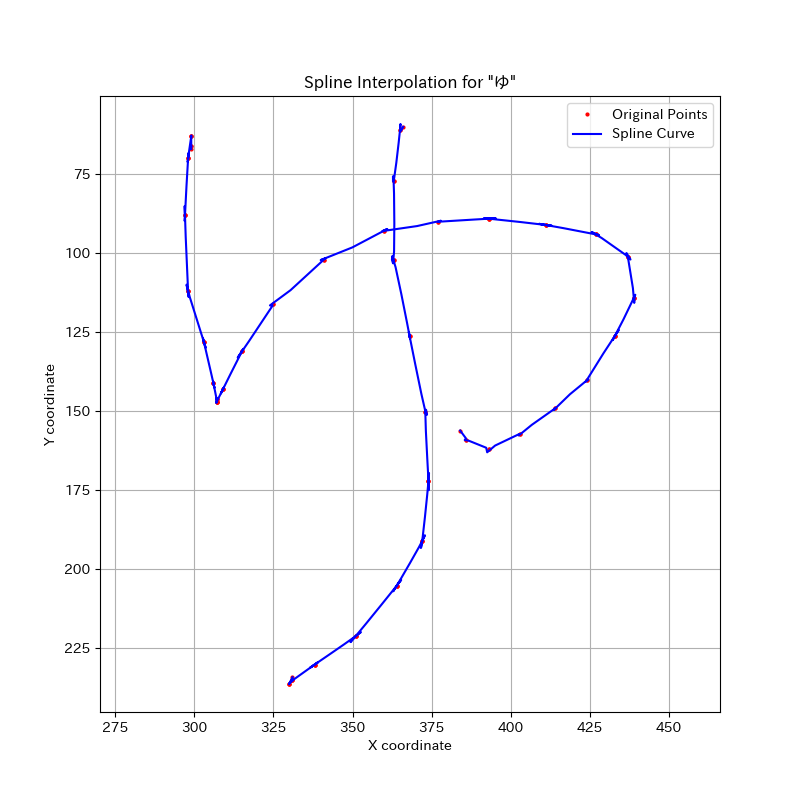 Spline Interpolation for "ゆ"
Original Points
Spline Curve
Y coordinate
75
100
125
150
175
200
225
275 300 325 350 375 400 425 450
X coordinate
ゆ